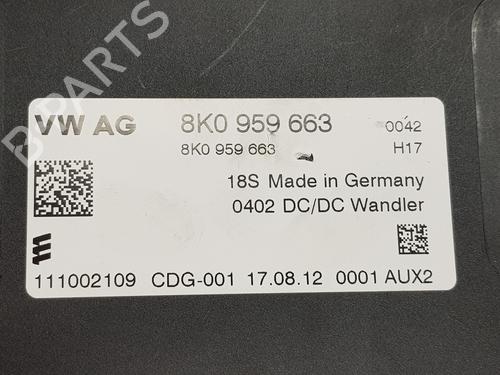 B-PARTS
VW AG 8K0 959 663 0042
8K0 959 663 H17
18S Made in Germany
0402 DC/DC Wandler
111002109 CDG-001 17.08.12 0001 AUX2